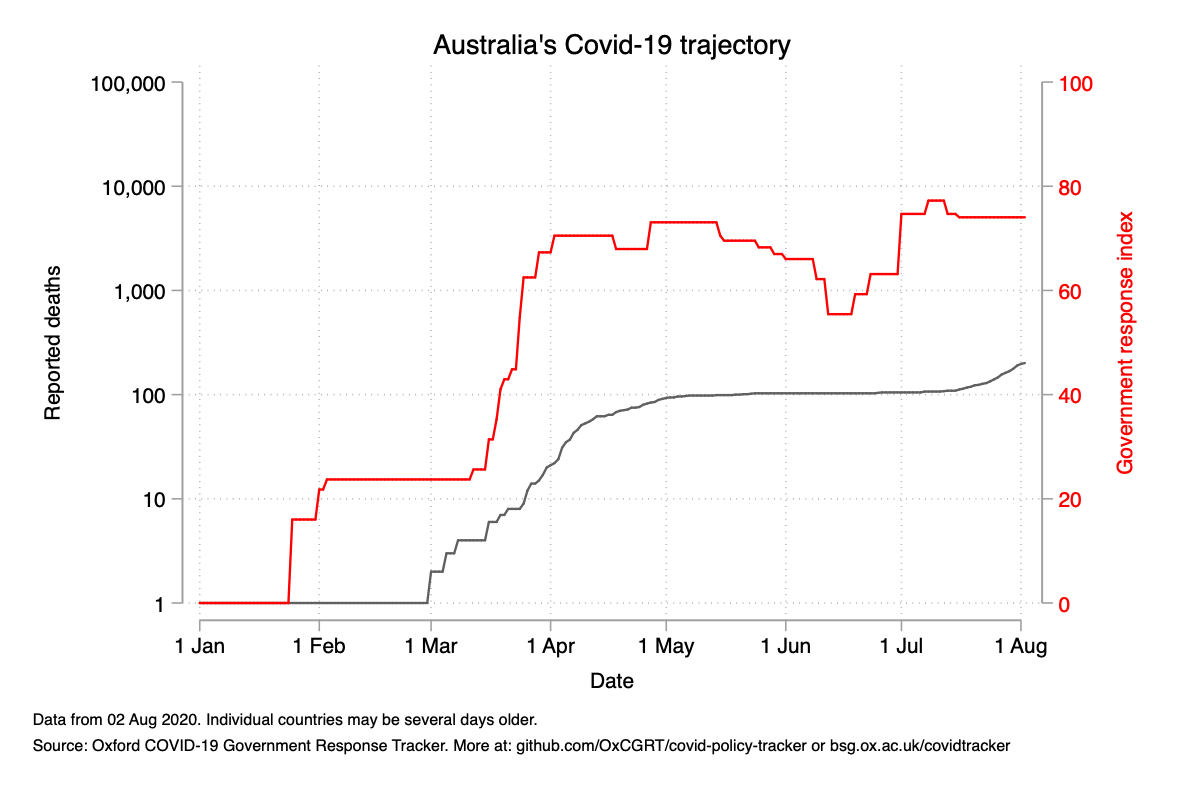 Australia's Covid-19 trajectory
100,000
10,000
1,000
100
10
1
Reported deaths
100
80
60
40
20
0
Government response index
1 Jan 1 Feb 1 Mar 1 Apr 1 May 1 Jun 1 Jul 1 Aug
Date
Data from 02 Aug 2020. Individual countries may be several days older.
Source: Oxford COVID-19 Government Response Tracker. More at: github.com/OxCGRT/covid-policy-tracker or bsg.ox.ac.uk/covidtracker